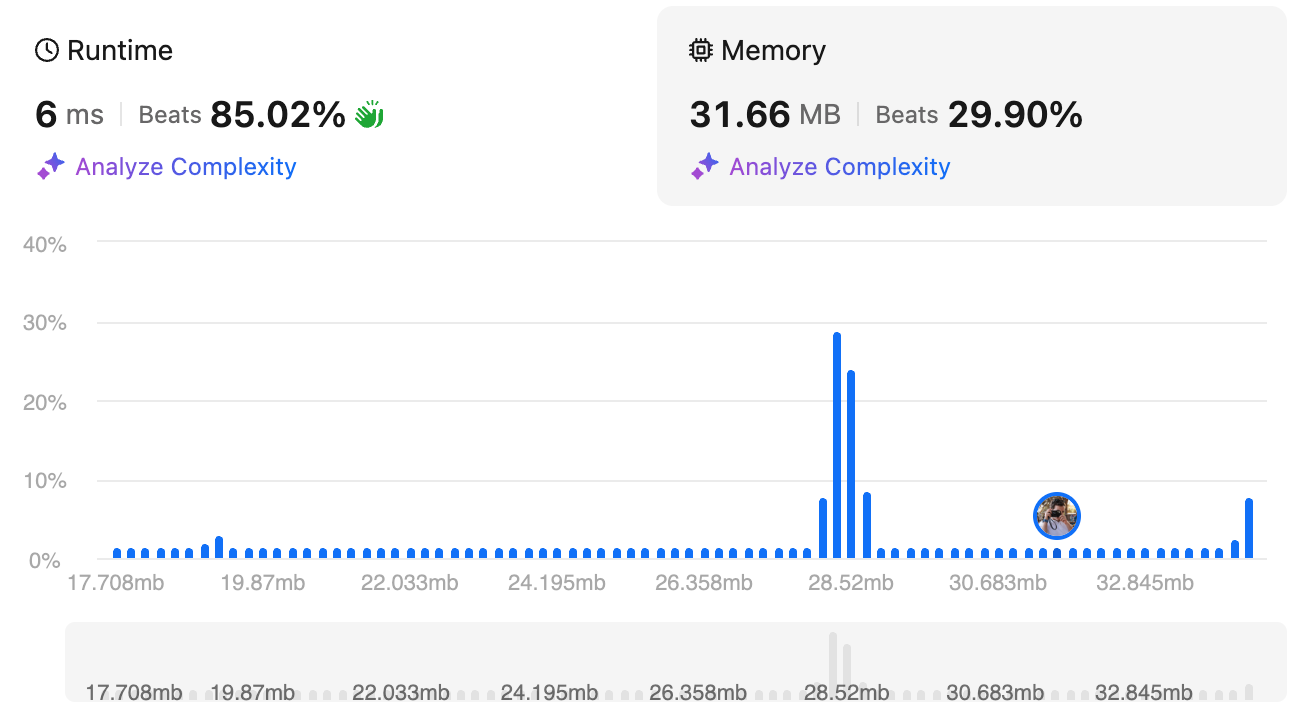 Runtime
6 ms | Beats 85.02%
Analyze Complexity
Memory
31.66 MB | Beats 29.90%
Analyze Complexity
40%
30%
20%
10%
0%
17.708mb 19.87mb 22.033mb 24.195mb 26.358mb 28.52mb 30.683mb 32.845mb
17.708mb 19.87mb 22.033mb 24.195mb 26.358mb 28.52mb 30.683mb 32.845mb